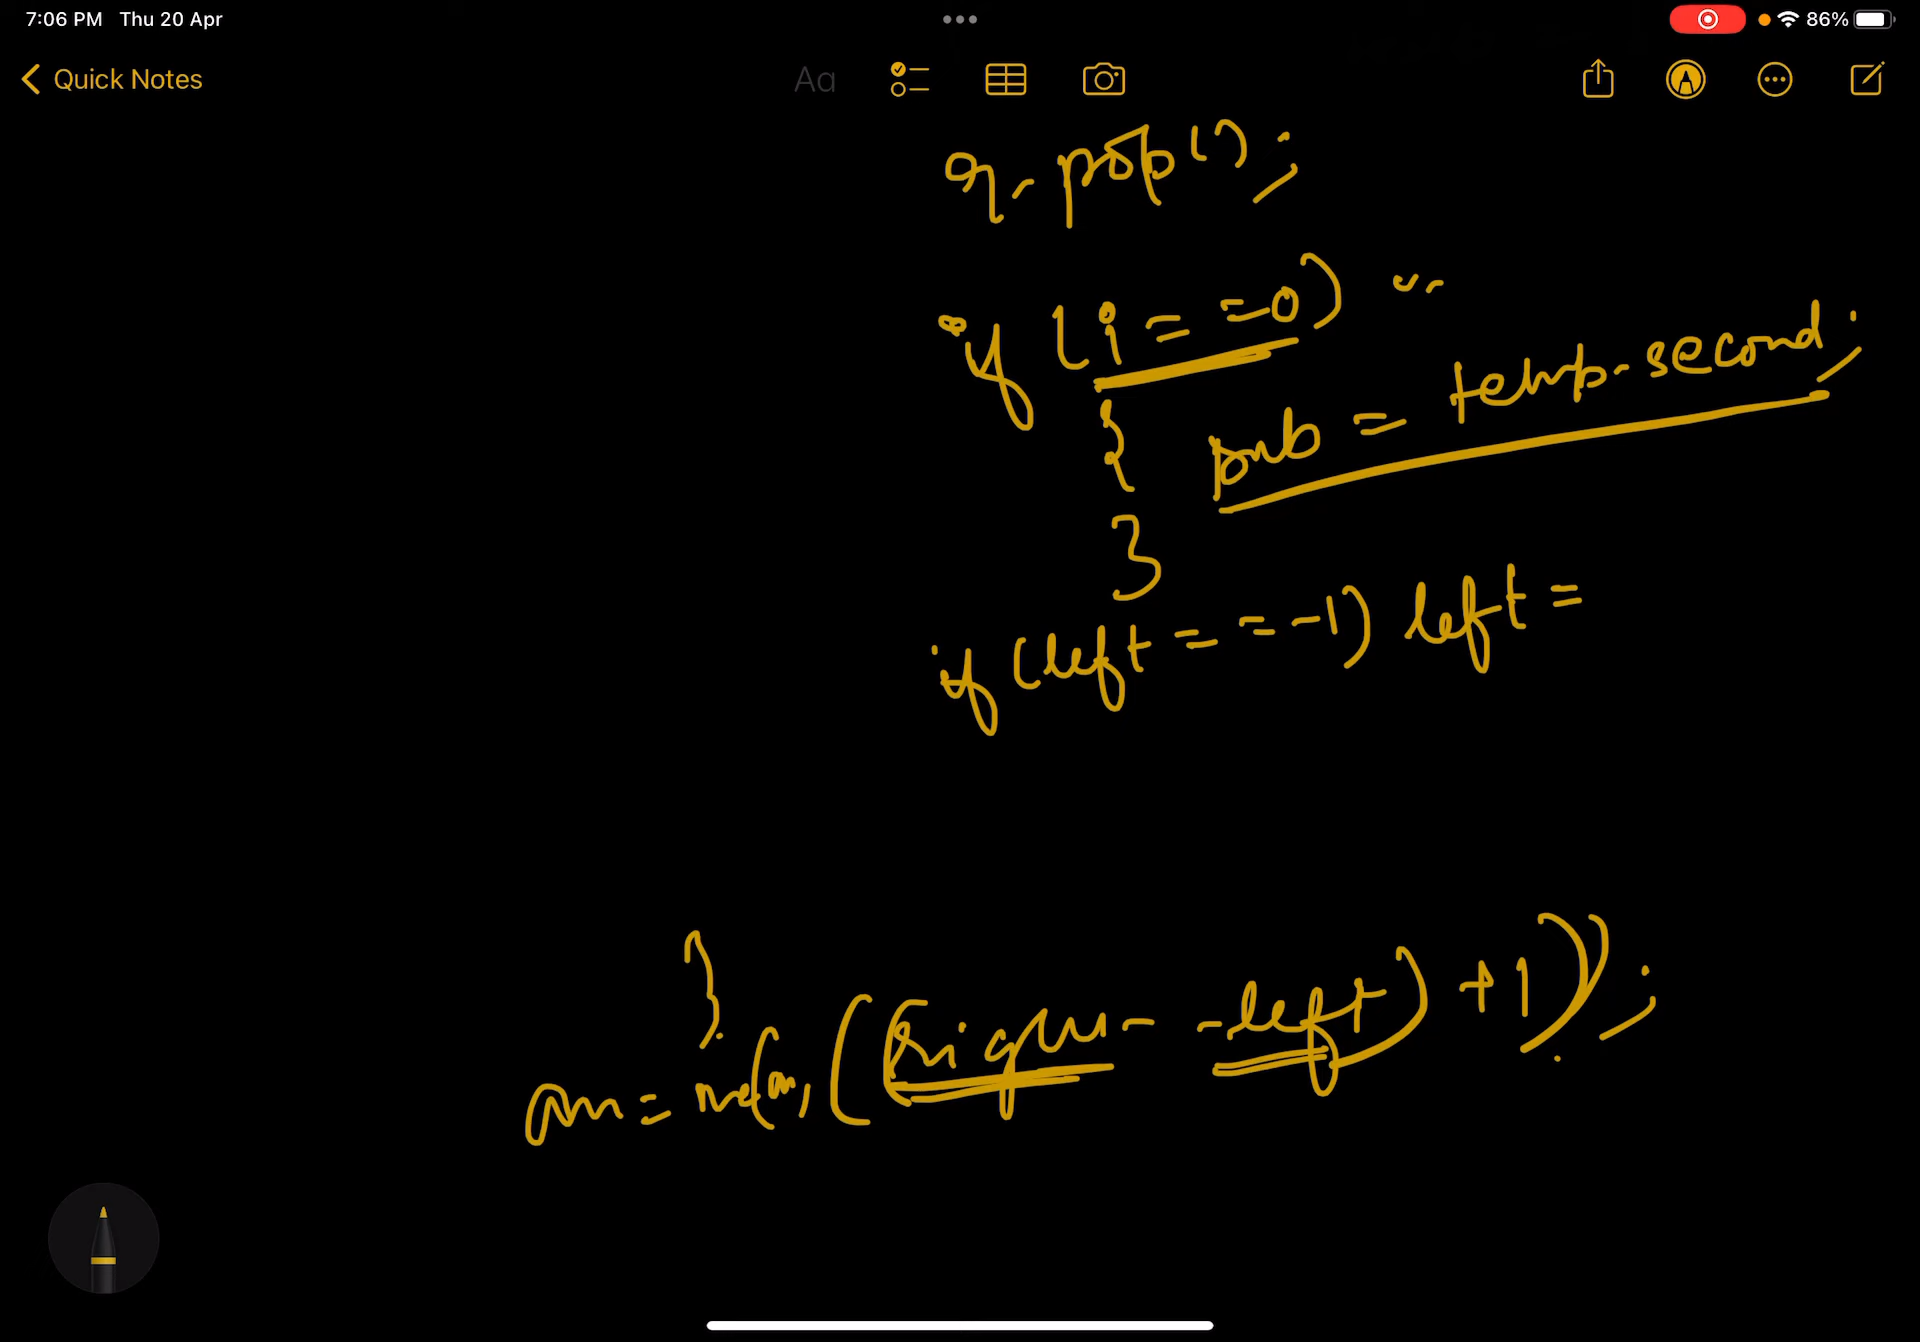 7:06 PM Thu 20 Apr
86%
Quick Notes
Aa
q.pop();
if (i==0)
{ sub = temp.second;
}
if (left == -1) left =
}
ans = max(ans, ((right - left) + 1));